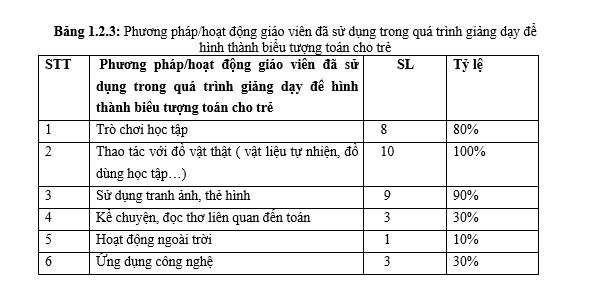 Bảng 1.2.3: Phương pháp/hoạt động giáo viên đã sử dụng trong quá trình giảng dạy để
hình thành biểu tượng toán cho trẻ
STT Phương pháp/hoạt động giáo viên đã sử SL Tỷ lệ
dụng trong quá trình giảng dạy để hình
thành biểu tượng toán cho trẻ
1 Trò chơi học tập 8 80%
2 Thao tác với đồ vật thật ( vật liệu tự nhiên, đồ 10 100%
dùng học tập…)
3 Sử dụng tranh ảnh, thẻ hình 9 90%
4 Kể chuyện, đọc thơ liên quan đến toán 3 30%
5 Hoạt động ngoài trời 1 10%
6 Ứng dụng công nghệ 3 30%